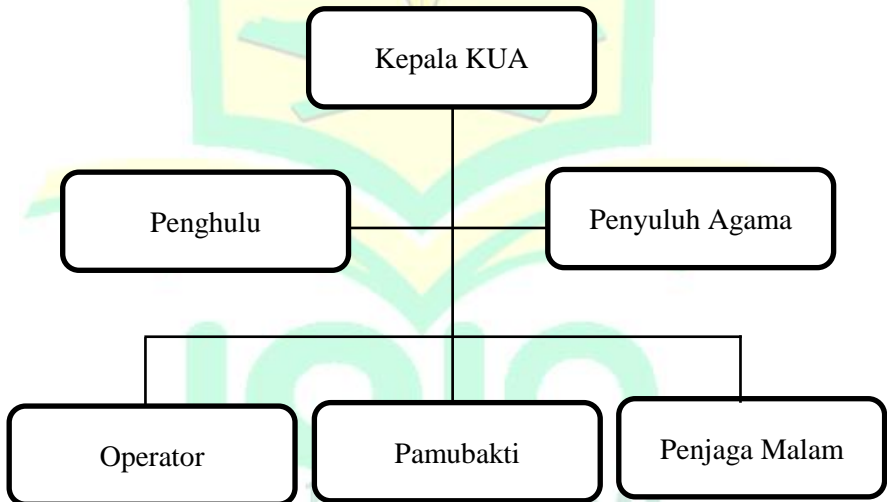 Kepala KUA
Penghulu
Penyuluh Agama
Operator
Pamubakti
Penjaga Malam